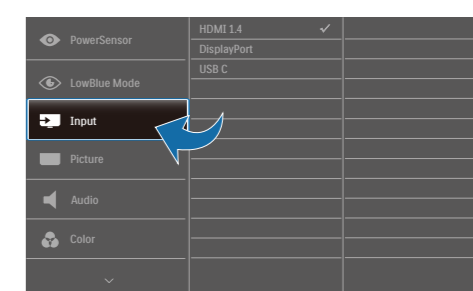 PowerSensor
LowBlue Mode
Input
Picture
Audio
Color
HDMI 1.4
DisplayPort
USB C